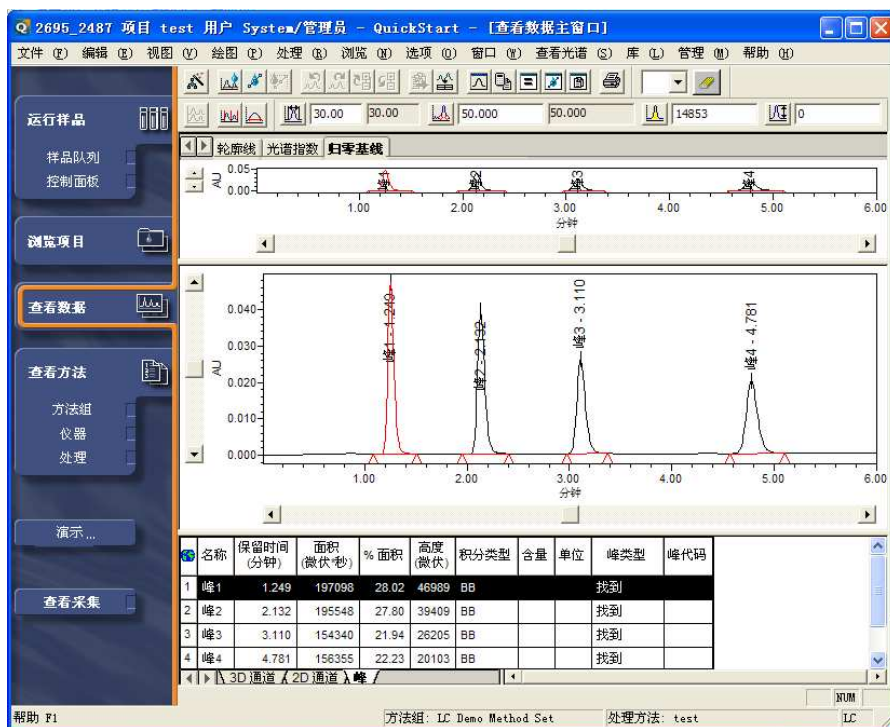 2695_2487 项目 test 用户 System/管理员 - QuickStart - [查看数据主窗口]
文件(F) 编辑(E) 视图(V) 绘图(P) 处理(R) 浏览(N) 选项(O) 窗口(W) 查看光谱(S) 库(L) 管理(M) 帮助(H)
运行样品
样品队列
控制面板
浏览项目
查看数据
查看方法
方法组
仪器
处理
演示...
查看采集
30.00 30.00 50.000 50.000 14853 0
轮廓线 光谱指数 归零基线
AU
0.05
0.00
峰1 峰2 峰3 峰4
1.00 2.00 3.00 4.00 5.00 6.00
分钟
AU
0.040
0.030
0.020
0.010
0.000
峰1 - 1.249
峰2 - 2.132
峰3 - 3.110
峰4 - 4.781
1.00 2.00 3.00 4.00 5.00 6.00
分钟
名称 保留时间(分钟) 面积(微伏*秒) % 面积 高度(微伏) 积分类型 含量 单位 峰类型 峰代码
1 峰1 1.249 197098 28.02 46989 BB 找到
2 峰2 2.132 195548 27.80 39409 BB 找到
3 峰3 3.110 154340 21.94 26205 BB 找到
4 峰4 4.781 156355 22.23 20103 BB 找到
3D 通道 2D 通道 峰
NUM
帮助 F1 方法组: LC Demo Method Set 处理方法: test LC